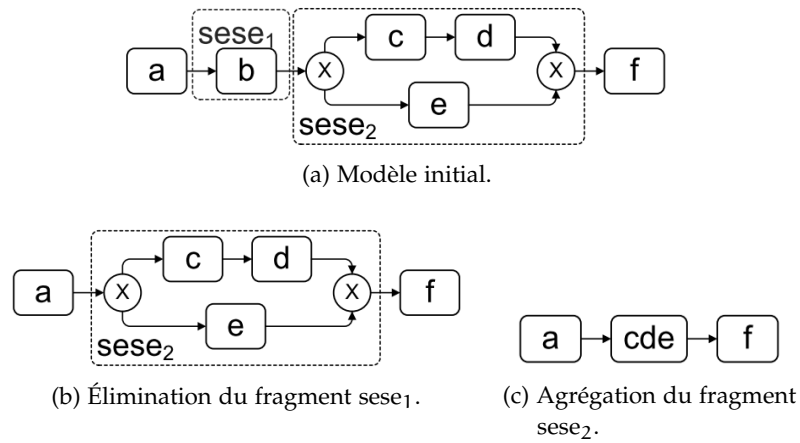 sese₁
a b X c d X f
e
sese₂
(a) Modèle initial.
a X c d X f
e
sese₂
(b) Élimination du fragment sese₁.
a cde f
(c) Agrégation du fragment
sese₂.